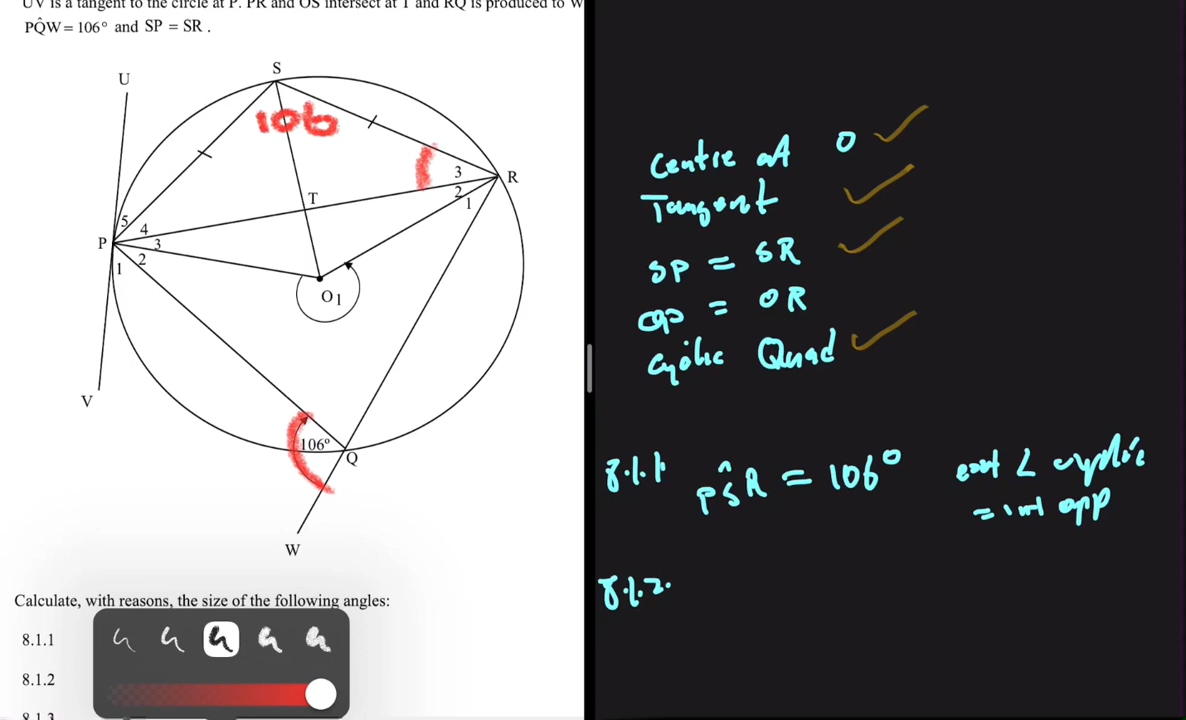 UV is a tangent to the circle at P. PR and OS intersect at T and RQ is produced to W
PQ̂W = 106° and SP = SR .
U
S
106
R
3
2
1
T
P
5
4
3
2
1
O1
V
106°
Q
W
Calculate, with reasons, the size of the following angles:
8.1.1
8.1.2
8.1.3
Centre at O
Tangent
SP = SR
OP = OR
Cyclic Quad
8.1.1 PŜR = 106° ext ∠ cyclic
= int opp
8.1.2.